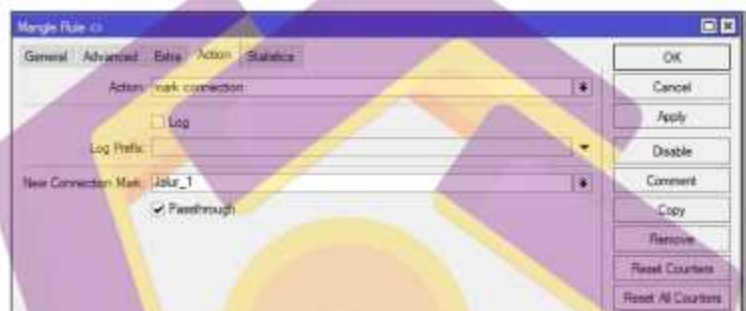 Mangle Rule <>
General Advanced Extra Action Statistics
Action: mark connection
Log
Log Prefix:
New Connection Mark: Jalur_1
Passthrough
OK
Cancel
Apply
Disable
Comment
Copy
Remove
Reset Counters
Reset All Counters